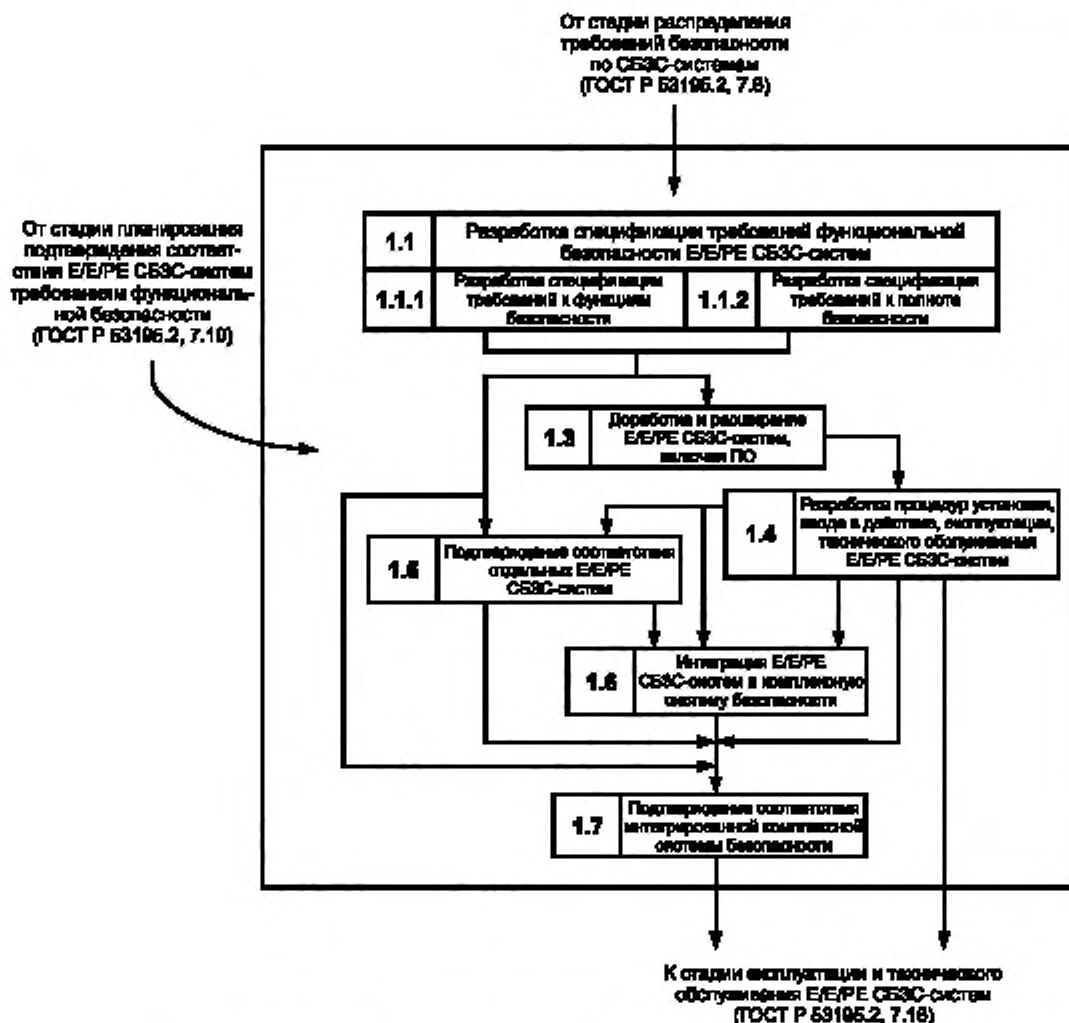 От стадии распределения
требований безопасности
по СБЗС-системам
(ГОСТ Р 53195.2, 7.8)
От стадии планирования
подтверждения соответ-
ствия Е/Е/РЕ СБЗС-систем
требованиям функциональ-
ной безопасности
(ГОСТ Р 53195.2, 7.10)
1.1
Разработка спецификации требований функциональной
безопасности Е/Е/РЕ СБЗС-систем
1.1.1
Разработка спецификации
требований к функциям
безопасности
1.1.2
Разработка спецификация
требований к полноте
безопасности
1.3
Доработка и расширение
Е/Е/РЕ СБЗС-систем,
включая ПО
1.4
Разработка процедур установки,
ввода в действие, эксплуатации,
технического обслуживания
Е/Е/РЕ СБЗС-систем
1.5
Подтверждение соответствия
отдельных Е/Е/РЕ
СБЗС-систем
1.6
Интеграция Е/Е/РЕ
СБЗС-систем в комплексную
систему безопасности
1.7
Подтверждение соответствия
интегрированной комплексной
системы безопасности
К стадии эксплуатации и технического
обслуживания Е/Е/РЕ СБЗС-систем
(ГОСТ Р 53195.2, 7.16)